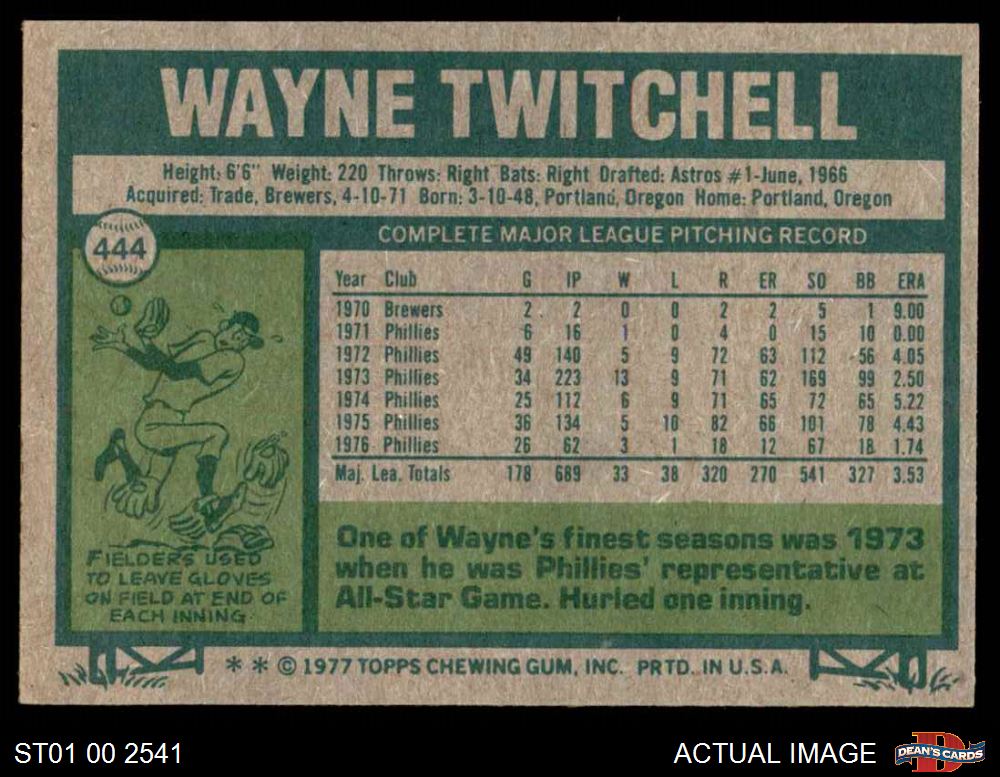 WAYNE TWITCHELL
Height: 6'6" Weight: 220 Throws: Right Bats: Right Drafted: Astros #1-June, 1966
Acquired: Trade, Brewers, 4-10-71 Born: 3-10-48, Portland, Oregon Home: Portland, Oregon
444
COMPLETE MAJOR LEAGUE PITCHING RECORD
Year Club G IP W L R ER SO BB ERA
1970 Brewers 2 2 0 0 2 2 5 1 9.00
1971 Phillies 6 16 1 0 4 0 15 10 0.00
1972 Phillies 49 140 5 9 72 63 112 56 4.05
1973 Phillies 34 223 13 9 71 62 169 99 2.50
1974 Phillies 25 112 6 9 71 65 72 65 5.22
1975 Phillies 36 134 5 10 82 66 101 78 4.43
1976 Phillies 26 62 3 1 18 12 67 18 1.74
Maj. Lea. Totals 178 689 33 38 320 270 541 327 3.53
FIELDERS USED
TO LEAVE GLOVES
ON FIELD AT END OF
EACH INNING.
One of Wayne's finest seasons was 1973
when he was Phillies' representative at
All-Star Game. Hurled one inning.
* * © 1977 TOPPS CHEWING GUM, INC. PRTD. IN U.S.A.
ST01 00 2541
ACTUAL IMAGE
D
DEAN'S CARDS